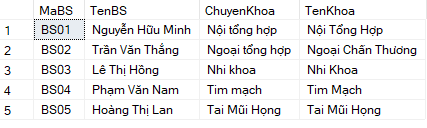 MaBS TenBS ChuyenKhoa TenKhoa
1 BS01 Nguyễn Hữu Minh Nội tổng hợp Nội Tổng Hợp
2 BS02 Trần Văn Thắng Ngoại tổng hợp Ngoại Chấn Thương
3 BS03 Lê Thị Hồng Nhi khoa Nhi Khoa
4 BS04 Phạm Văn Nam Tim mạch Tim Mạch
5 BS05 Hoàng Thị Lan Tai Mũi Họng Tai Mũi Họng